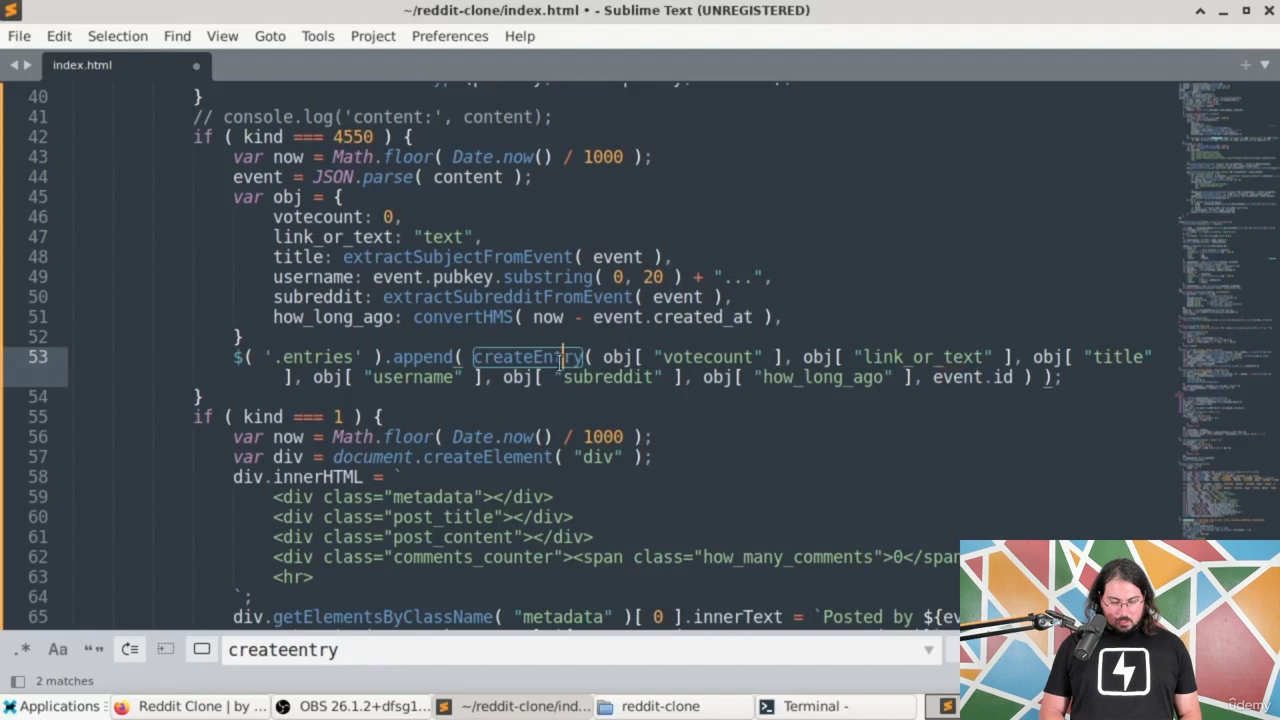 ~/reddit-clone/index.html • - Sublime Text (UNREGISTERED)
File Edit Selection Find View Goto Tools Project Preferences Help
index.html
40 }
41 // console.log('content:', content);
42 if ( kind === 4550 ) {
43 var now = Math.floor( Date.now() / 1000 );
44 event = JSON.parse( content );
45 var obj = {
46 votecount: 0,
47 link_or_text: "text",
48 title: extractSubjectFromEvent( event ),
49 username: event.pubkey.substring( 0, 20 ) + "...",
50 subreddit: extractSubredditFromEvent( event ),
51 how_long_ago: convertHMS( now - event.created_at ),
52 }
53 $( '.entries' ).append( createEntry( obj[ "votecount" ], obj[ "link_or_text" ], obj[ "title"
], obj[ "username" ], obj[ "subreddit" ], obj[ "how_long_ago" ], event.id ) );
54 }
55 if ( kind === 1 ) {
56 var now = Math.floor( Date.now() / 1000 );
57 var div = document.createElement( "div" );
58 div.innerHTML = `
59 <div class="metadata"></div>
60 <div class="post_title"></div>
61 <div class="post_content"></div>
62 <div class="comments_counter"><span class="how_many_comments">0</span
63 <hr>
64 `;
65 div.getElementsByClassName( "metadata" )[ 0 ].innerText = `Posted by ${ev
.* Aa “” createentry
2 matches
Applications Reddit Clone | by ... OBS 26.1.2+dfsg1... ~/reddit-clone/ind... reddit-clone Terminal -
ûdemy